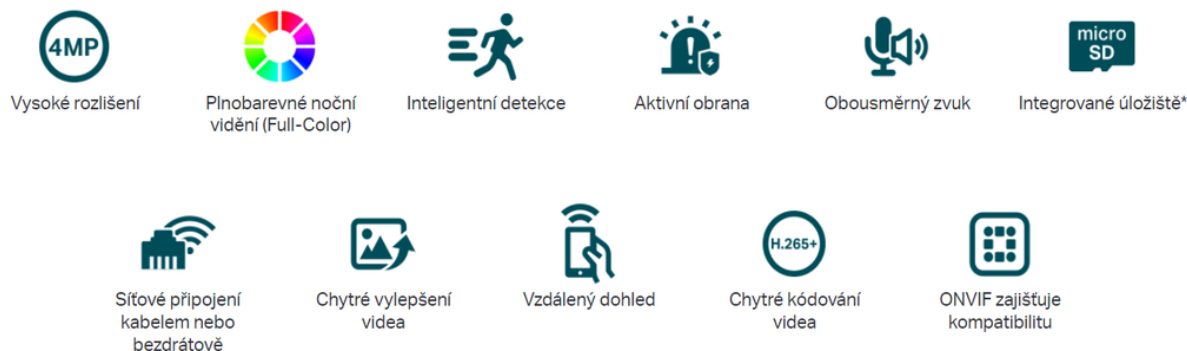 4MP
Vysoké rozlišení
Plnobarevné noční
vidění (Full-Color)
Inteligentní detekce
Aktivní obrana
Obousměrný zvuk
micro
SD
Integrované úložiště*
Síťové připojení
kabelem nebo
bezdrátově
Chytré vylepšení
videa
Vzdálený dohled
H.265+
Chytré kódování
videa
ONVIF zajišťuje
kompatibilitu